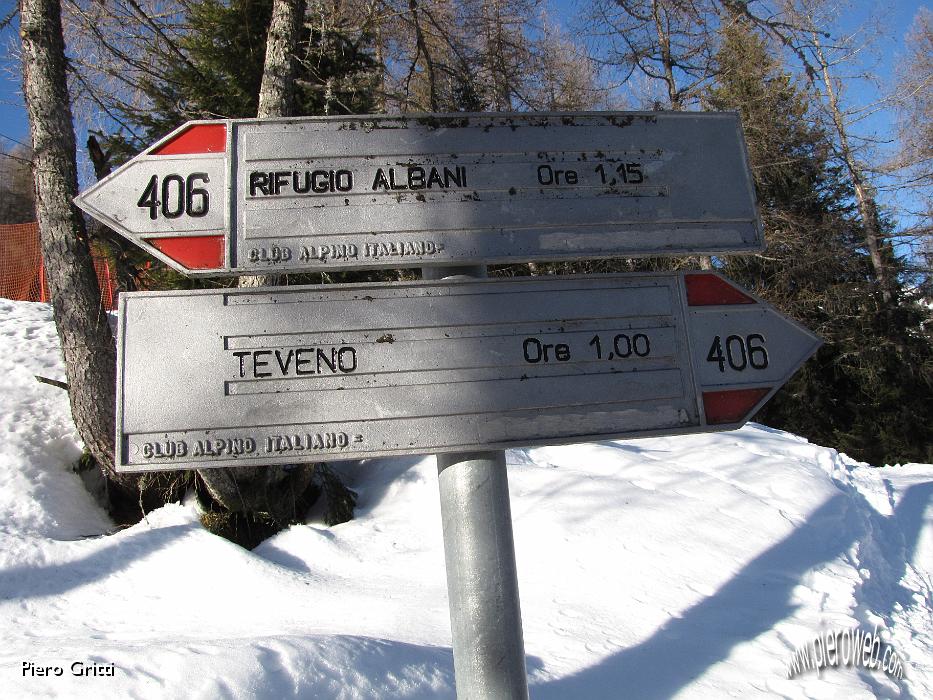 406 RIFUGIO ALBANI Ore 1,15
CLUB ALPINO ITALIANO
TEVENO Ore 1,00 406
CLUB ALPINO ITALIANO
Piero Gritti
www.pieroweb.com